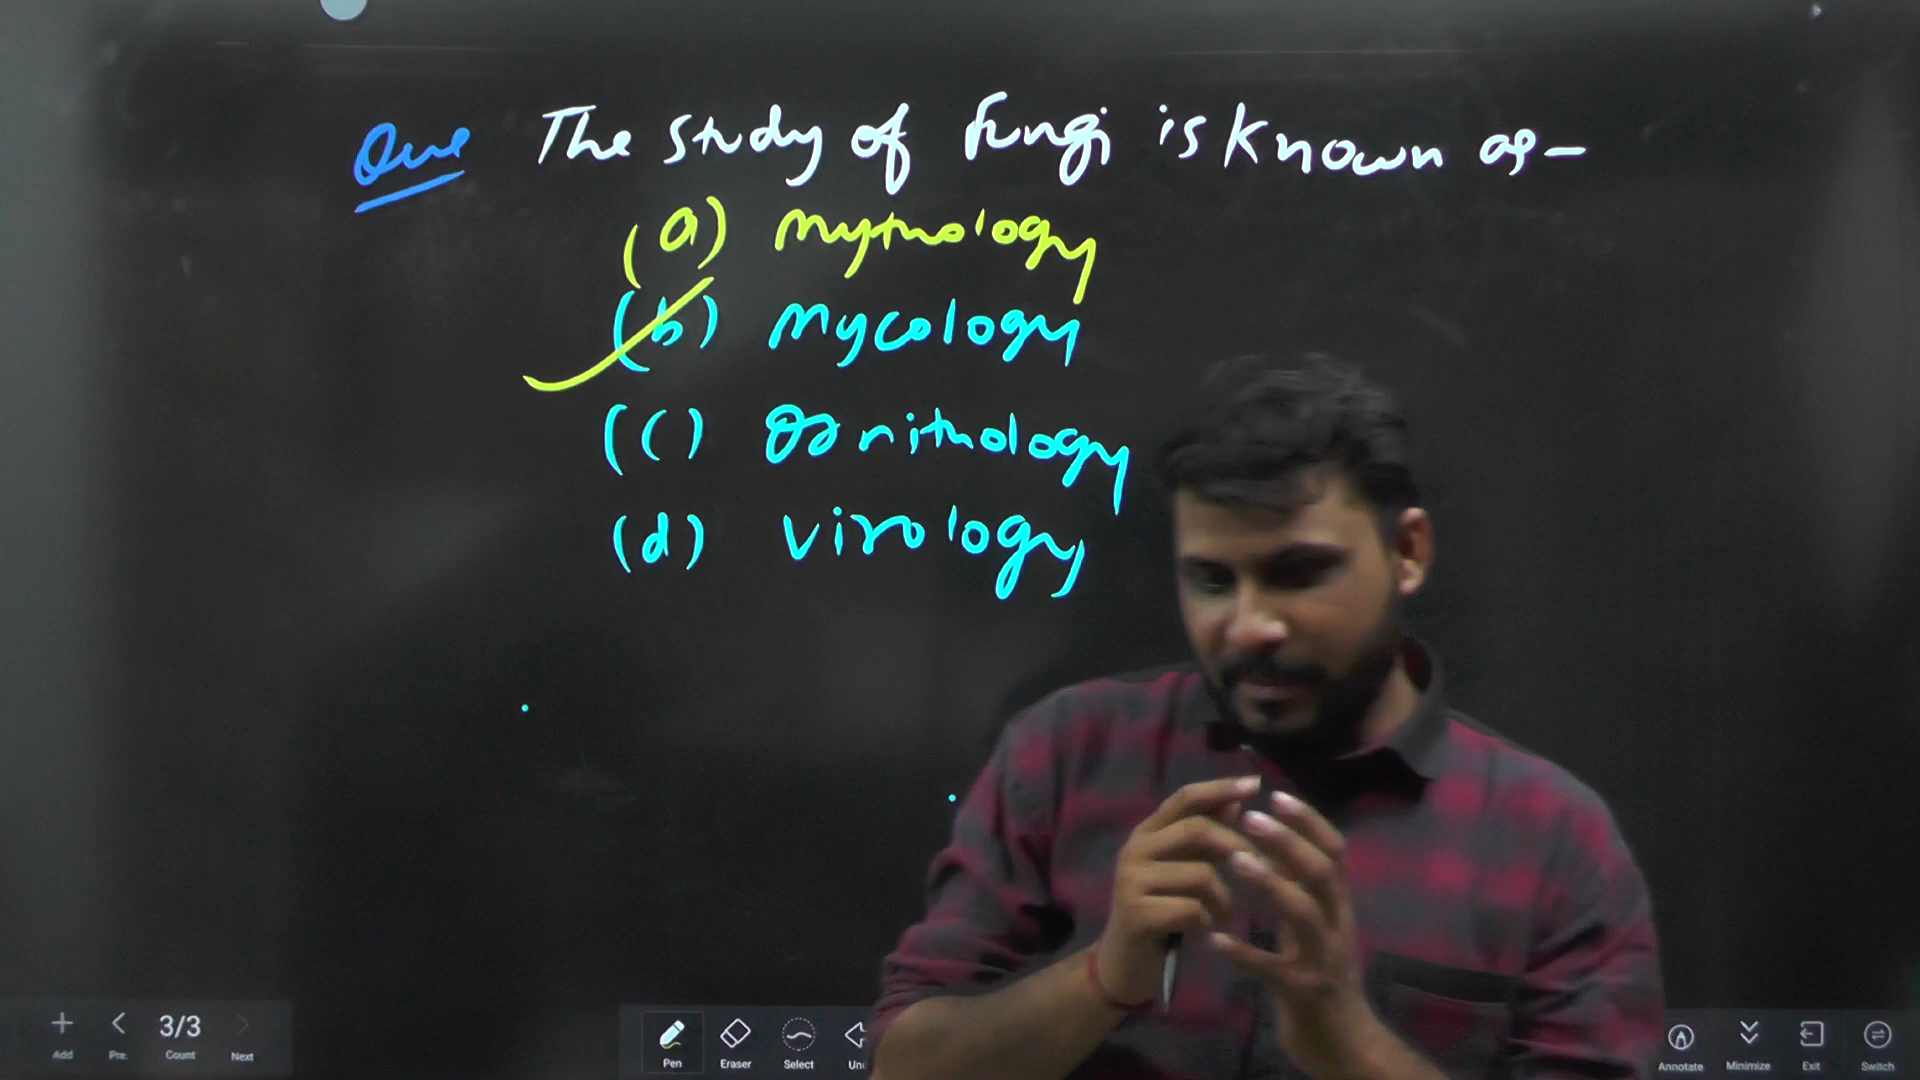 Que The study of fungi is known as-
(a) Mythology
(b) Mycology
(c) Ornithology
(d) Virology
Add Pre. 3/3 Count Next Pen Eraser Select Annotate Minimize Exit Switch